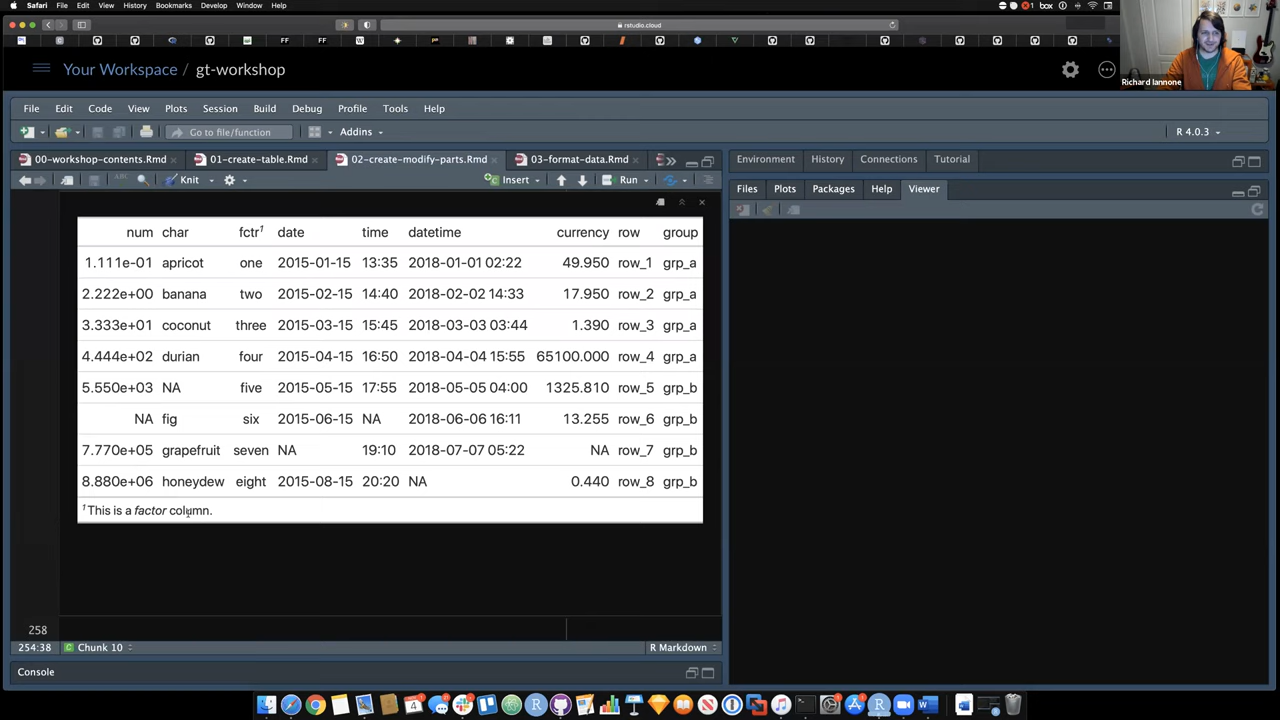 Safari File Edit View History Bookmarks Develop Window Help
box
rstudio.cloud
FF FF W
Richard Iannone
Your Workspace / gt-workshop
File Edit Code View Plots Session Build Debug Profile Tools Help
Go to file/function Addins R 4.0.3
00-workshop-contents.Rmd 01-create-table.Rmd 02-create-modify-parts.Rmd 03-format-data.Rmd
Environment History Connections Tutorial
ABC Knit Insert Run
Files Plots Packages Help Viewer
num char fctr1 date time datetime currency row group
1.111e-01 apricot one 2015-01-15 13:35 2018-01-01 02:22 49.950 row_1 grp_a
2.222e+00 banana two 2015-02-15 14:40 2018-02-02 14:33 17.950 row_2 grp_a
3.333e+01 coconut three 2015-03-15 15:45 2018-03-03 03:44 1.390 row_3 grp_a
4.444e+02 durian four 2015-04-15 16:50 2018-04-04 15:55 65100.000 row_4 grp_a
5.550e+03 NA five 2015-05-15 17:55 2018-05-05 04:00 1325.810 row_5 grp_b
NA fig six 2015-06-15 NA 2018-06-06 16:11 13.255 row_6 grp_b
7.770e+05 grapefruit seven NA 19:10 2018-07-07 05:22 NA row_7 grp_b
8.880e+06 honeydew eight 2015-08-15 20:20 NA 0.440 row_8 grp_b
1 This is a factor column.
258
254:38 Chunk 10 R Markdown
Console